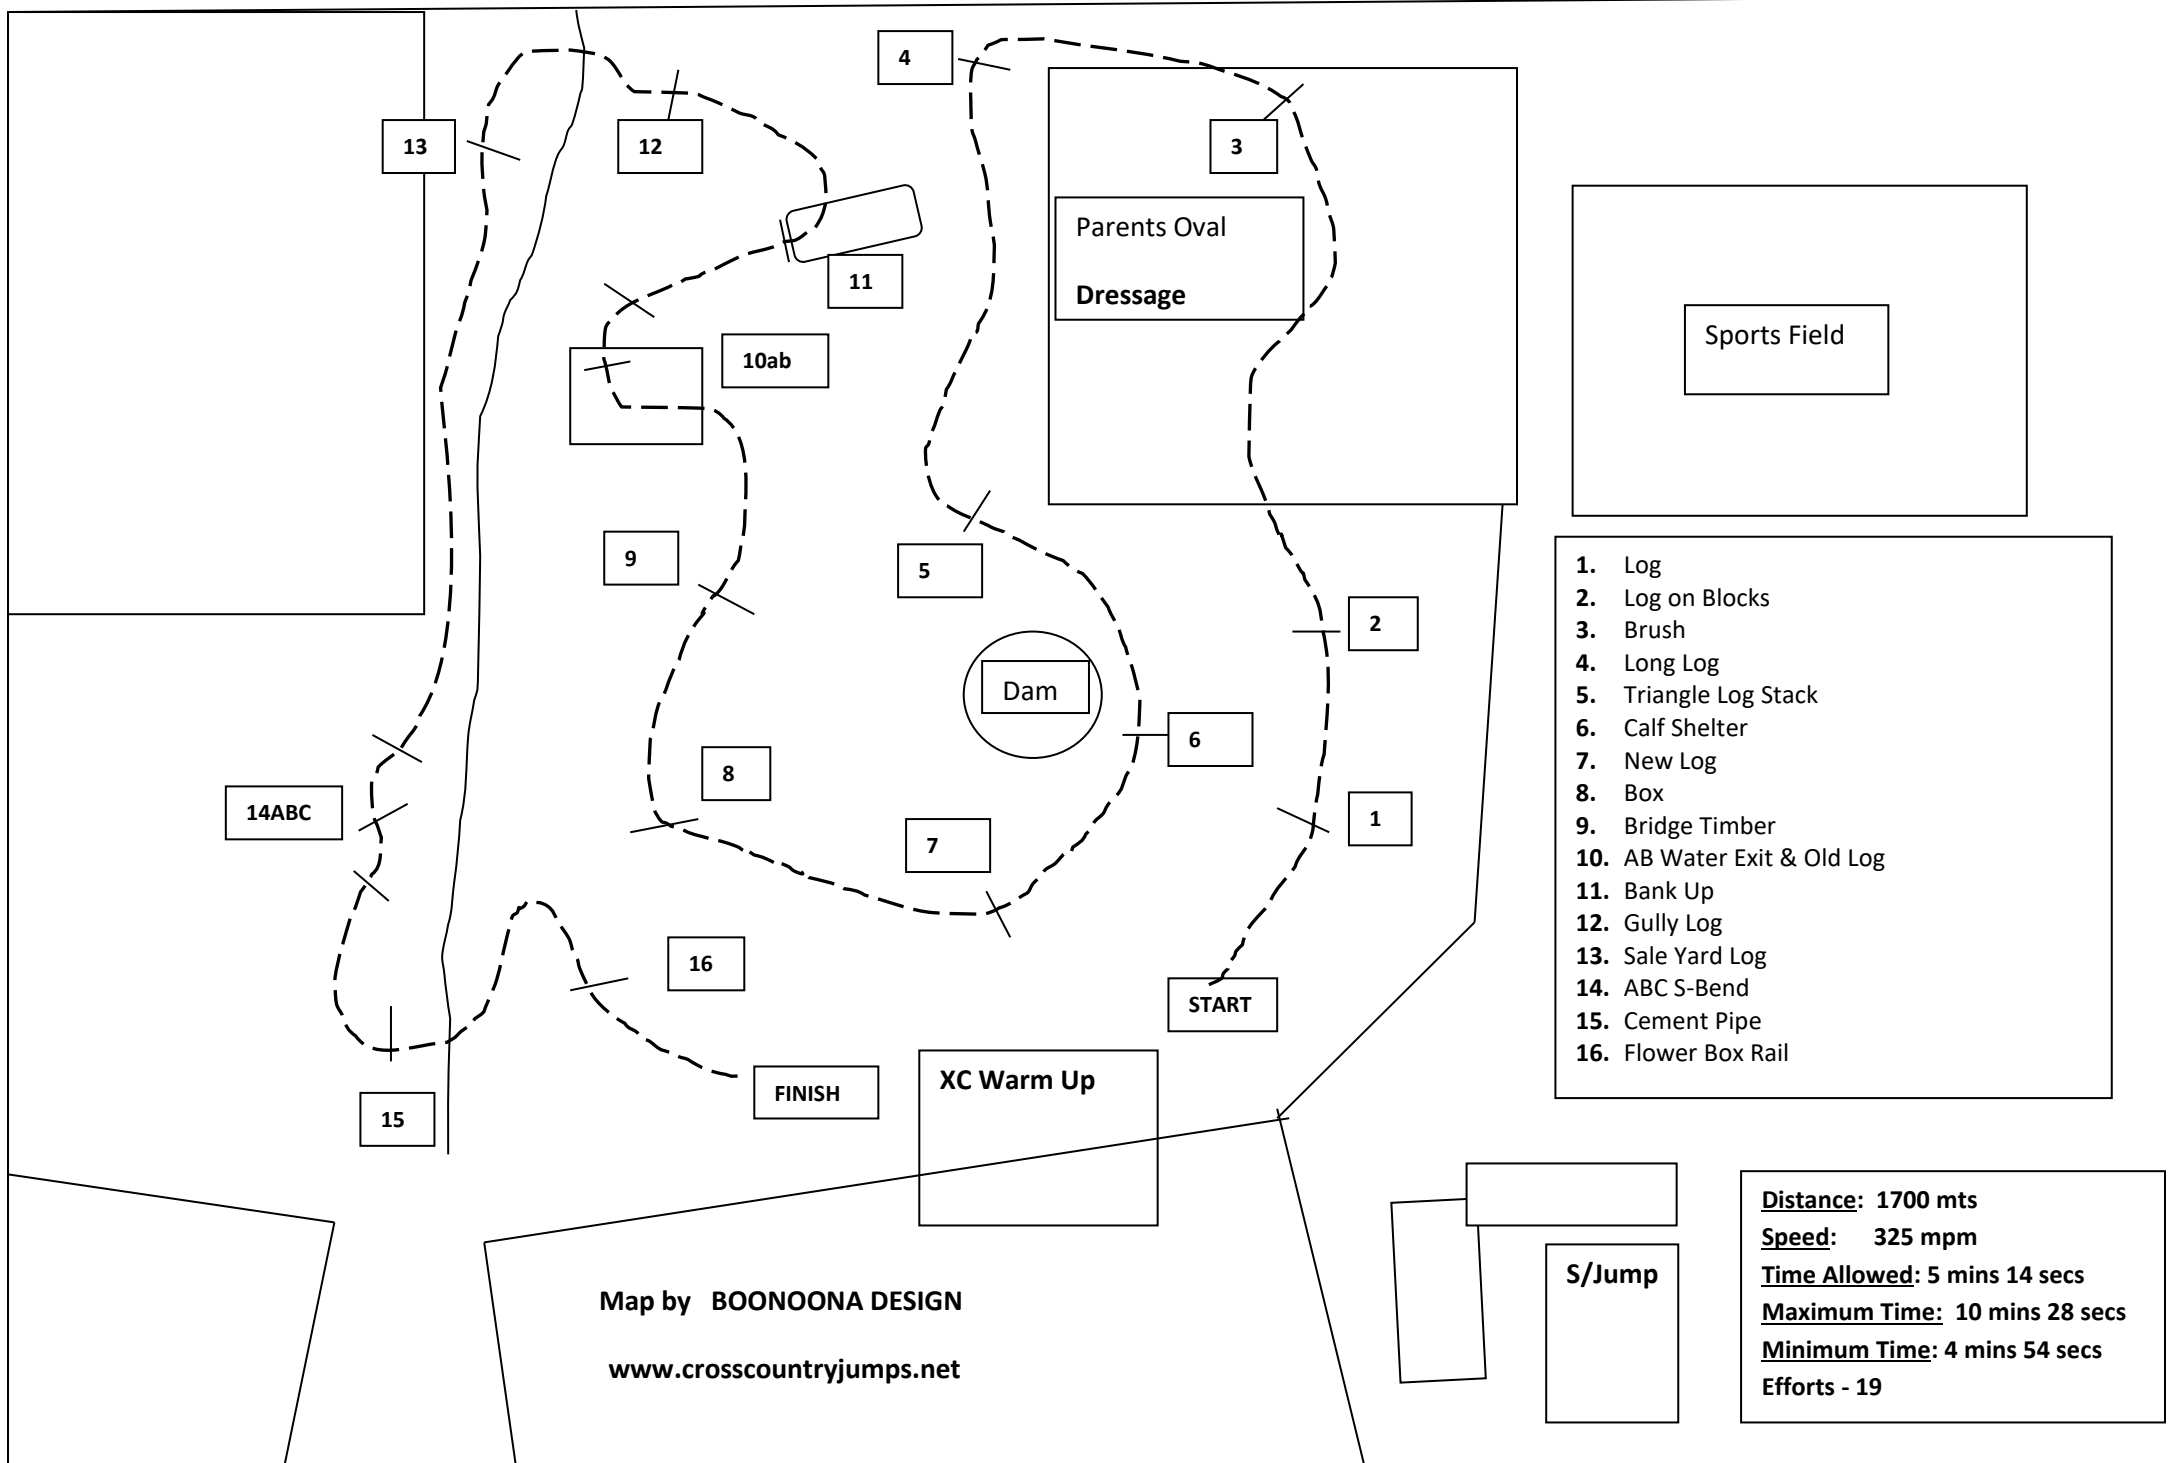 4
13
12
3
Parents Oval
Dressage
11
10ab
Sports Field
9
5
2
Dam
6
8
14ABC
7
1
16
START
XC Warm Up
FINISH
15
1. Log
2. Log on Blocks
3. Brush
4. Long Log
5. Triangle Log Stack
6. Calf Shelter
7. New Log
8. Box
9. Bridge Timber
10. AB Water Exit & Old Log
11. Bank Up
12. Gully Log
13. Sale Yard Log
14. ABC S-Bend
15. Cement Pipe
16. Flower Box Rail
S/Jump
Distance: 1700 mts
Speed: 325 mpm
Time Allowed: 5 mins 14 secs
Maximum Time: 10 mins 28 secs
Minimum Time: 4 mins 54 secs
Efforts - 19
Map by BOONOONA DESIGN
www.crosscountryjumps.net